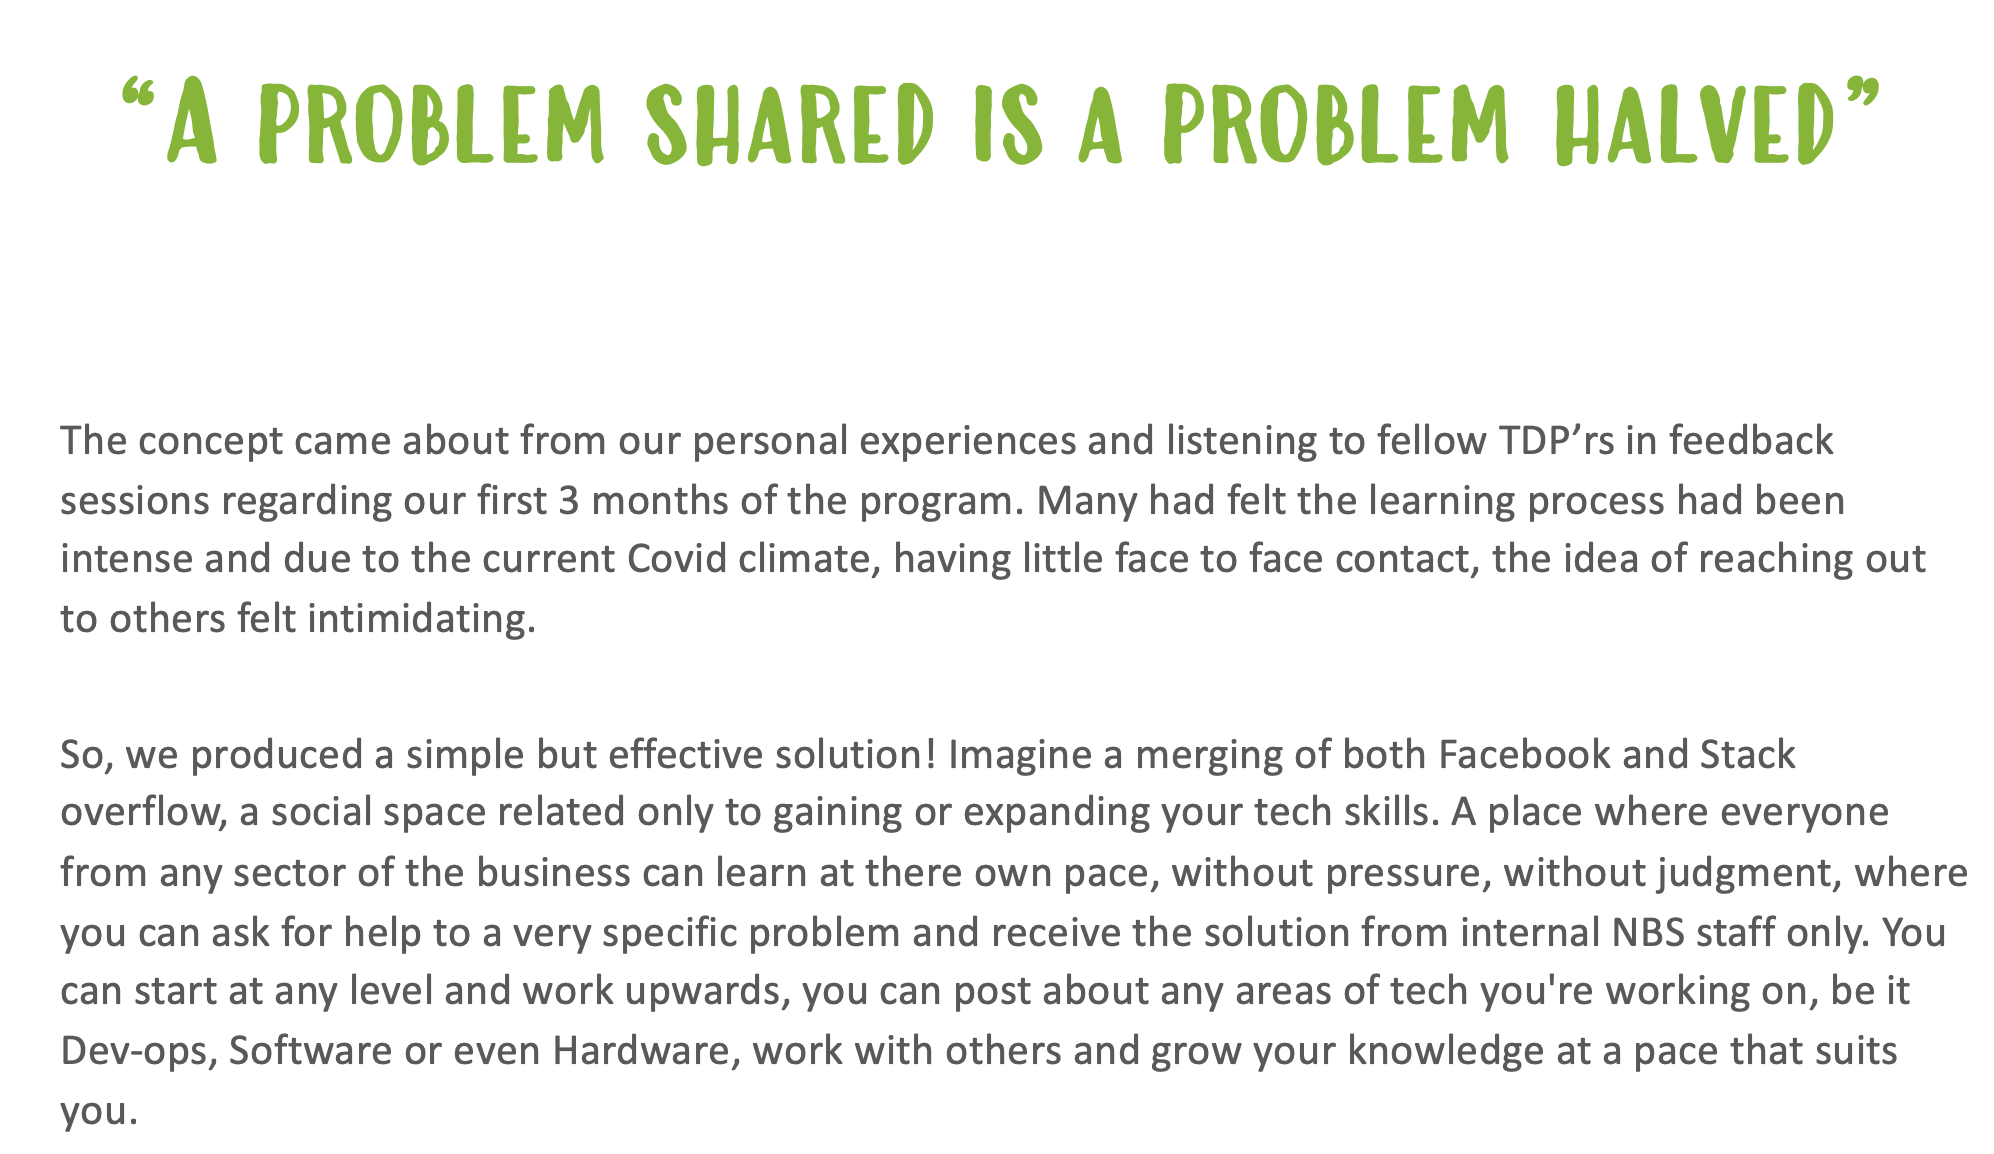 “A PROBLEM SHARED IS A PROBLEM HALVED”
The concept came about from our personal experiences and listening to fellow TDP’rs in feedback
sessions regarding our first 3 months of the program. Many had felt the learning process had been
intense and due to the current Covid climate, having little face to face contact, the idea of reaching out
to others felt intimidating.
So, we produced a simple but effective solution! Imagine a merging of both Facebook and Stack
overflow, a social space related only to gaining or expanding your tech skills. A place where everyone
from any sector of the business can learn at there own pace, without pressure, without judgment, where
you can ask for help to a very specific problem and receive the solution from internal NBS staff only. You
can start at any level and work upwards, you can post about any areas of tech you're working on, be it
Dev-ops, Software or even Hardware, work with others and grow your knowledge at a pace that suits
you.